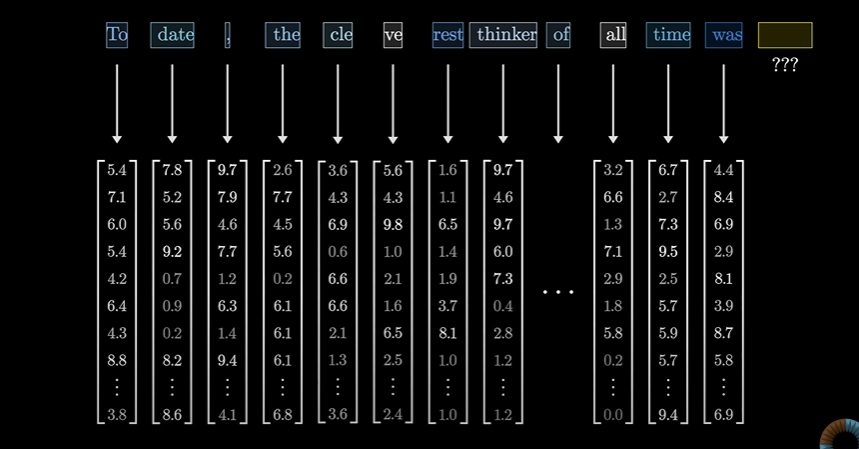 To date , the cle ve rest thinker of all time was
???
5.4 7.8 9.7 2.6 3.6 5.6 1.6 9.7 3.2 6.7 4.4
7.1 5.2 7.9 7.7 4.3 4.3 1.1 4.6 6.6 2.7 8.4
6.0 5.6 4.6 4.5 6.9 9.8 6.5 9.7 1.3 7.3 6.9
5.4 9.2 7.7 5.6 0.6 1.0 1.4 6.0 7.1 9.5 2.9
4.2 0.7 1.2 0.2 6.6 2.1 1.9 7.3 ... 2.9 2.5 8.1
6.4 0.9 6.3 6.1 6.6 1.6 3.7 0.4 1.8 5.7 3.9
4.3 0.2 1.4 6.1 2.1 6.5 8.1 2.8 5.8 5.9 8.7
8.8 8.2 9.4 6.1 1.3 2.5 1.0 1.2 0.2 5.7 5.8
⋮ ⋮ ⋮ ⋮ ⋮ ⋮ ⋮ ⋮ ⋮ ⋮ ⋮
3.8 8.6 4.1 6.8 3.6 2.4 1.0 1.2 0.0 9.4 6.9